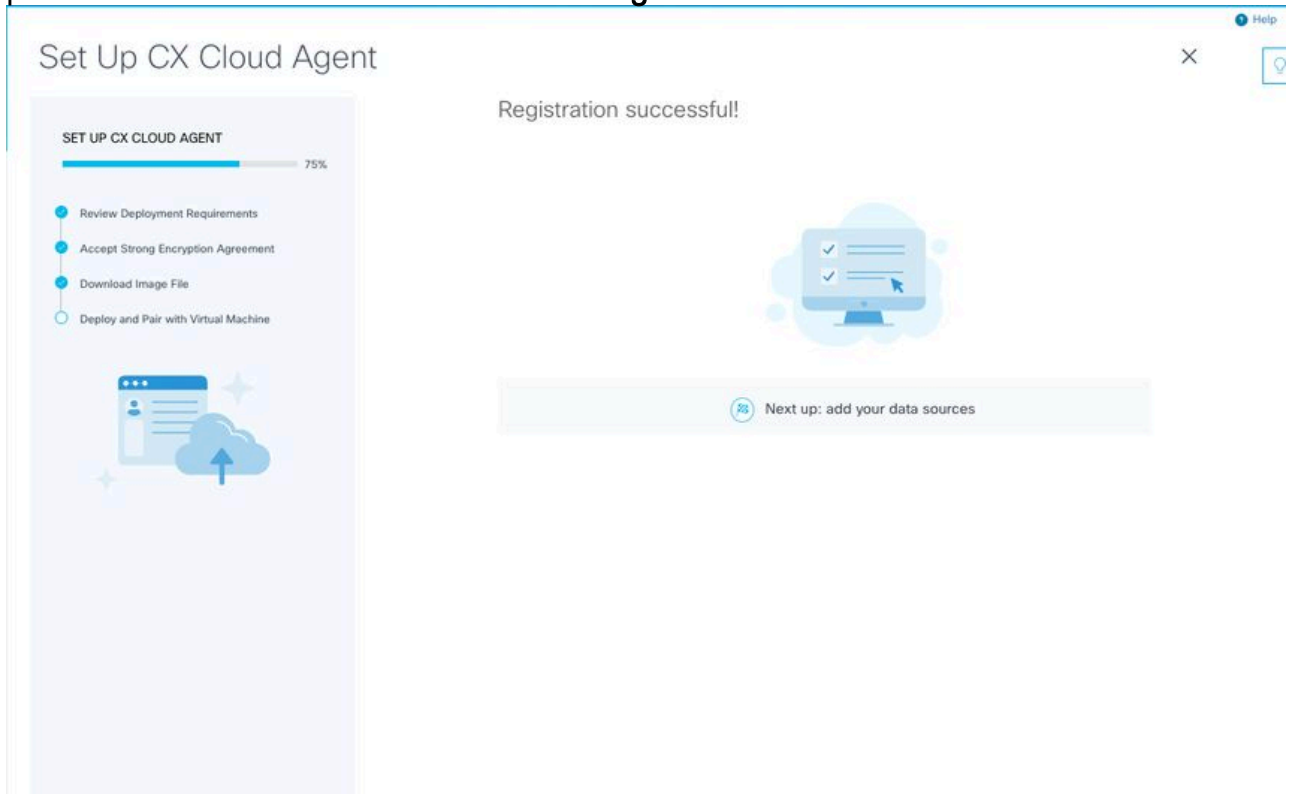 Help
Set Up CX Cloud Agent
Registration successful!
SET UP CX CLOUD AGENT
75%
Review Deployment Requirements
Accept Strong Encryption Agreement
Download Image File
Deploy and Pair with Virtual Machine
Next up: add your data sources